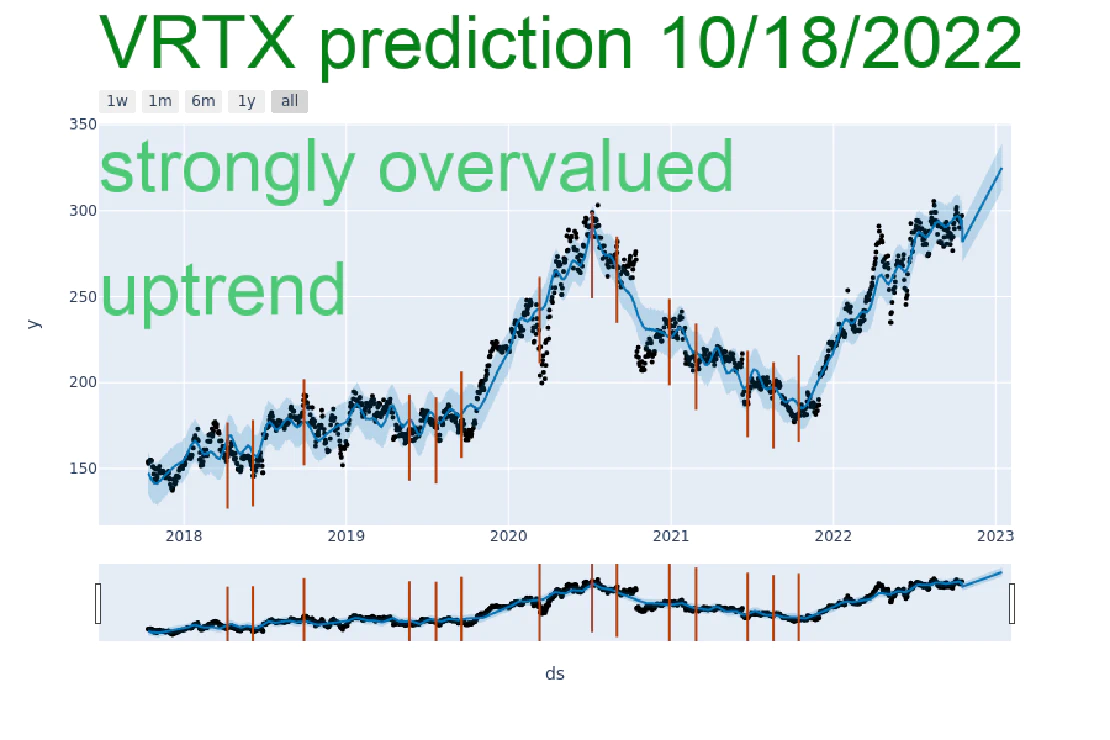 VRTX prediction 10/18/2022
1w 1m 6m 1y all
350
strongly overvalued
300
uptrend
250
y
200
150
2018 2019 2020 2021 2022 2023
ds